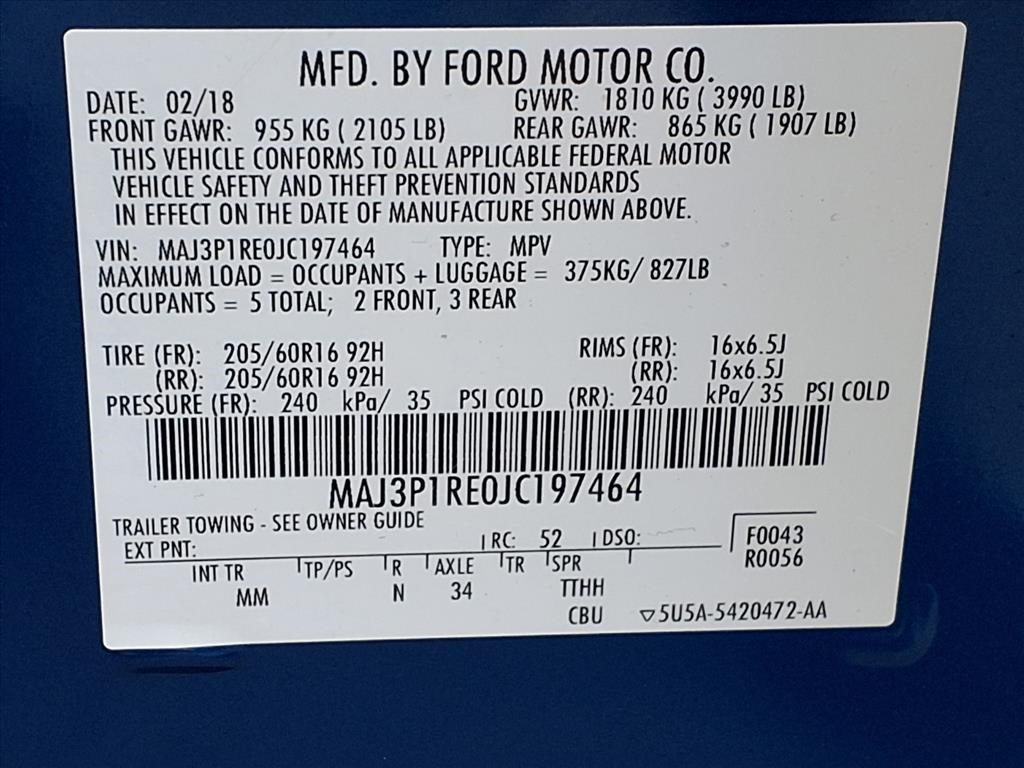 MFD. BY FORD MOTOR CO.
DATE: 02/18 GVWR: 1810 KG ( 3990 LB)
FRONT GAWR: 955 KG ( 2105 LB) REAR GAWR: 865 KG ( 1907 LB)
THIS VEHICLE CONFORMS TO ALL APPLICABLE FEDERAL MOTOR
VEHICLE SAFETY AND THEFT PREVENTION STANDARDS
IN EFFECT ON THE DATE OF MANUFACTURE SHOWN ABOVE.
VIN: MAJ3P1RE0JC197464 TYPE: MPV
MAXIMUM LOAD = OCCUPANTS + LUGGAGE = 375KG/ 827LB
OCCUPANTS = 5 TOTAL; 2 FRONT, 3 REAR
TIRE (FR): 205/60R16 92H RIMS (FR): 16x6.5J
(RR): 205/60R16 92H (RR): 16x6.5J
PRESSURE (FR): 240 kPa/ 35 PSI COLD (RR): 240 kPa/ 35 PSI COLD
MAJ3P1RE0JC197464
TRAILER TOWING - SEE OWNER GUIDE
EXT PNT: RC: 52 DSO: F0043
R0056
INT TR TP/PS R AXLE TR SPR
MM N 34 TTHH
CBU ▽5U5A-5420472-AA